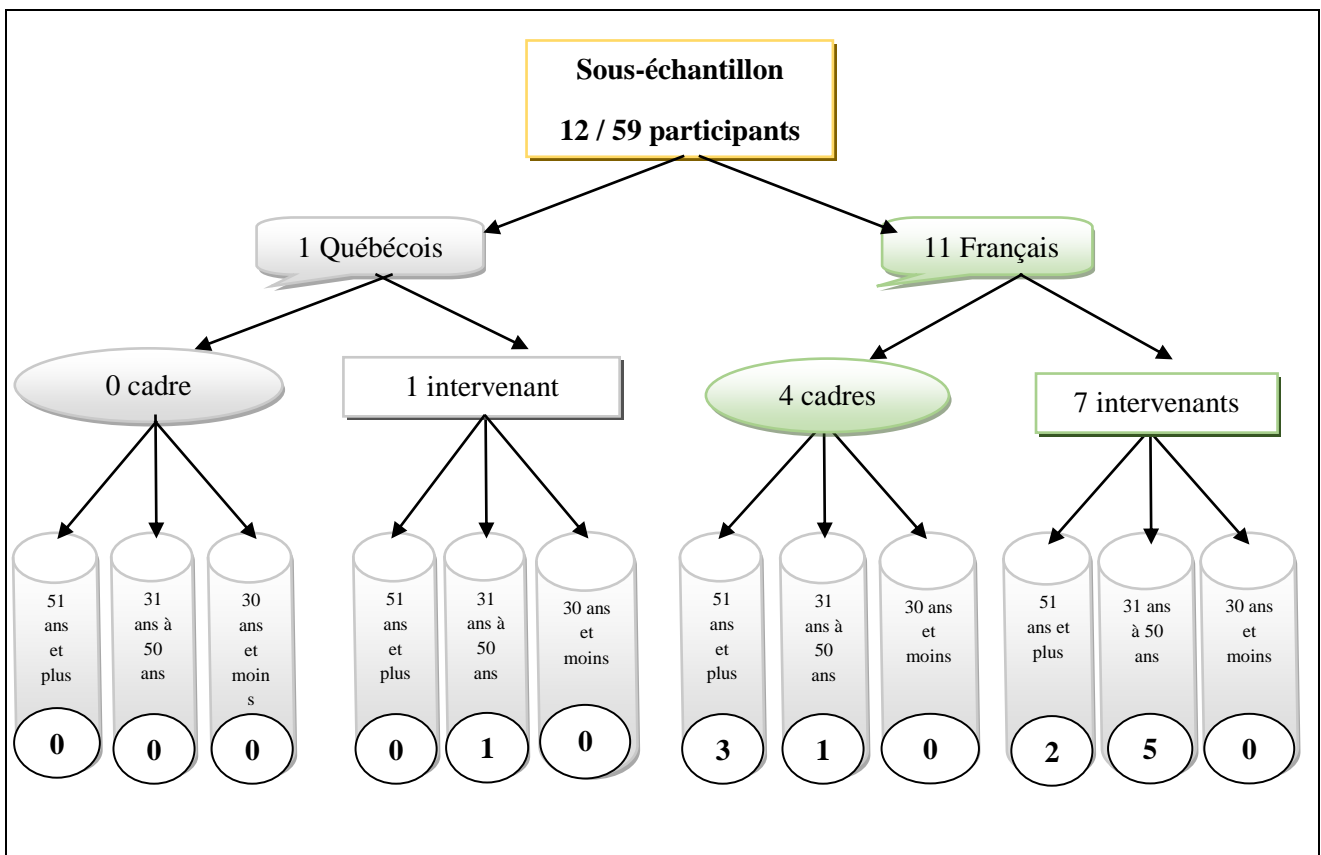 Sous-échantillon
12 / 59 participants
1 Québécois
11 Français
0 cadre
1 intervenant
4 cadres
7 intervenants
51
ans
et
plus
31
ans à
50
ans
30
ans
et
moin
s
51
ans
et
plus
31
ans à
50
ans
30 ans
et
moins
51
ans
et
plus
31
ans à
50
ans
30 ans
et
moins
51
ans et
plus
31 ans
à 50
ans
30 ans
et
moins
0
0
0
0
1
0
3
1
0
2
5
0